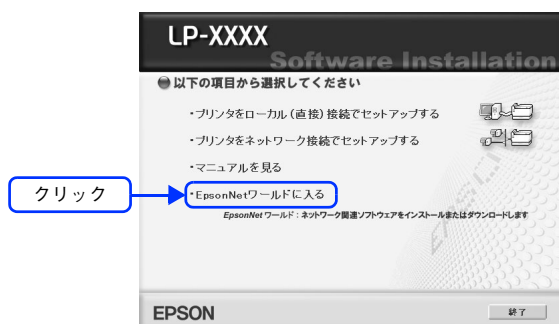 LP-XXXX
Software Installation
以下の項目から選択してください
・プリンタをローカル（直接）接続でセットアップする
・プリンタをネットワーク接続でセットアップする
・マニュアルを見る
クリック
・EpsonNetワールドに入る
EpsonNet ワールド：ネットワーク関連ソフトウェアをインストールまたはダウンロードします
EPSON
EPSON
終了